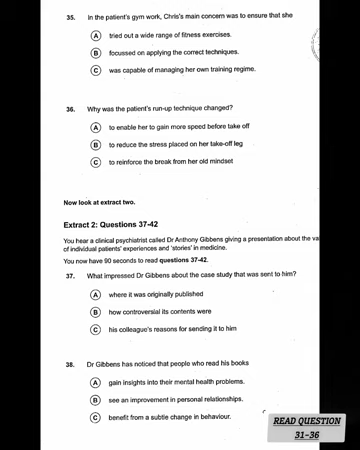 35. In the patient's gym work, Chris's main concern was to ensure that she
A tried out a wide range of fitness exercises.
B focussed on applying the correct techniques.
C was capable of managing her own training regime.
36. Why was the patient's run-up technique changed?
A to enable her to gain more speed before take off
B to reduce the stress placed on her take-off leg
C to reinforce the break from her old mindset
Now look at extract two.
Extract 2: Questions 37-42
You hear a clinical psychiatrist called Dr Anthony Gibbens giving a presentation about the va
of individual patients' experiences and 'stories' in medicine.
You now have 90 seconds to read questions 37-42.
37. What impressed Dr Gibbens about the case study that was sent to him?
A where it was originally published
B how controversial its contents were
C his colleague's reasons for sending it to him
38. Dr Gibbens has noticed that people who read his books
A gain insights into their mental health problems.
B see an improvement in personal relationships.
C benefit from a subtle change in behaviour.
READ QUESTION
31-36